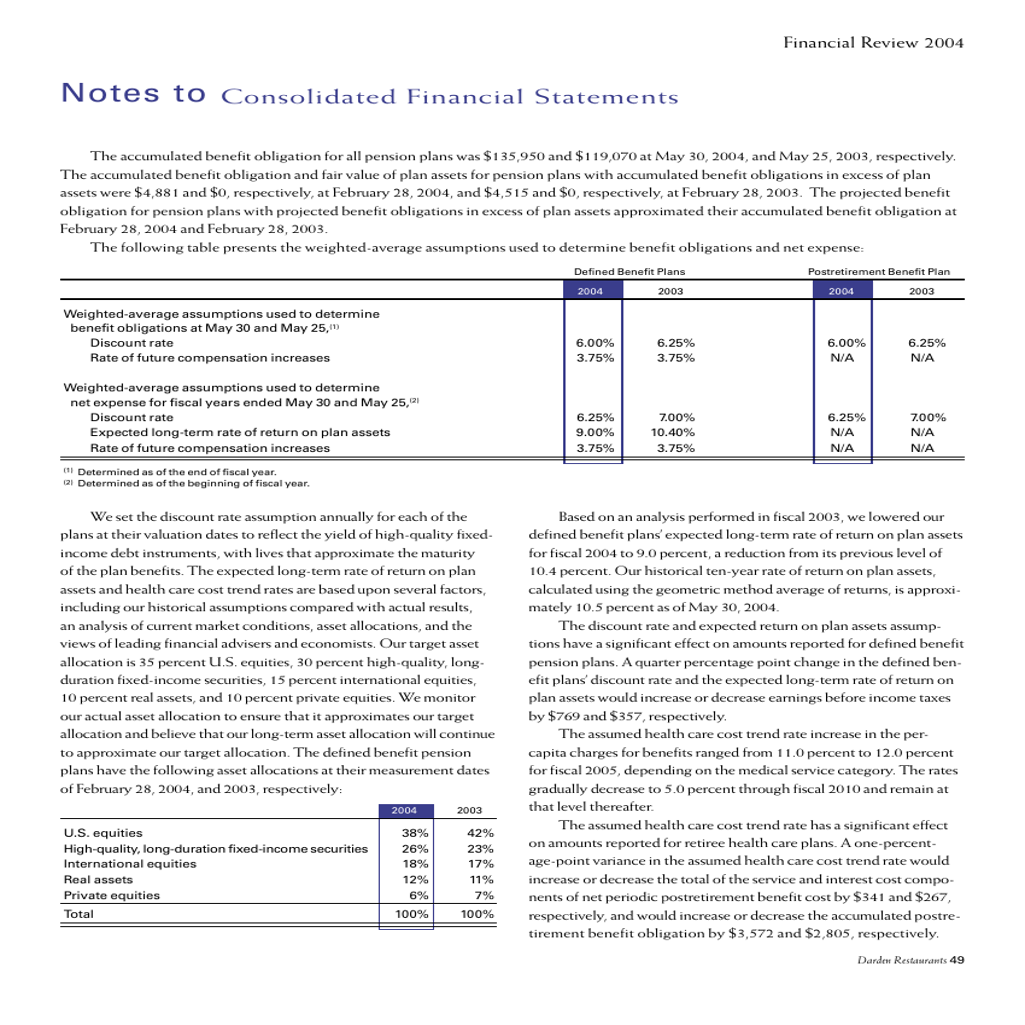 Financial Review 2004
Notes to Consolidated Financial Statements
The accumulated benefit obligation for all pension plans was $135,950 and $119,070 at May 30, 2004, and May 25, 2003, respectively.
The accumulated benefit obligation and fair value of plan assets for pension plans with accumulated benefit obligations in excess of plan
assets were $4,881 and $0, respectively, at February 28, 2004, and $4,515 and $0, respectively, at February 28, 2003. The projected benefit
obligation for pension plans with projected benefit obligations in excess of plan assets approximated their accumulated benefit obligation at
February 28, 2004 and February 28, 2003.
The following table presents the weighted-average assumptions used to determine benefit obligations and net expense:
Defined Benefit Plans Postretirement Benefit Plan
2004 2003 2004 2003
Weighted-average assumptions used to determine
benefit obligations at May 30 and May 25,(1)
Discount rate 6.00% 6.25% 6.00% 6.25%
Rate of future compensation increases 3.75% 3.75% N/A N/A
Weighted-average assumptions used to determine
net expense for fiscal years ended May 30 and May 25,(2)
Discount rate 6.25% 7.00% 6.25% 7.00%
Expected long-term rate of return on plan assets 9.00% 10.40% N/A N/A
Rate of future compensation increases 3.75% 3.75% N/A N/A
(1) Determined as of the end of fiscal year.
(2) Determined as of the beginning of fiscal year.
We set the discount rate assumption annually for each of the
plans at their valuation dates to reflect the yield of high-quality fixed-
income debt instruments, with lives that approximate the maturity
of the plan benefits. The expected long-term rate of return on plan
assets and health care cost trend rates are based upon several factors,
including our historical assumptions compared with actual results,
an analysis of current market conditions, asset allocations, and the
views of leading financial advisers and economists. Our target asset
allocation is 35 percent U.S. equities, 30 percent high-quality, long-
duration fixed-income securities, 15 percent international equities,
10 percent real assets, and 10 percent private equities. We monitor
our actual asset allocation to ensure that it approximates our target
allocation and believe that our long-term asset allocation will continue
to approximate our target allocation. The defined benefit pension
plans have the following asset allocations at their measurement dates
of February 28, 2004, and 2003, respectively:
2004 2003
U.S. equities 38% 42%
High-quality, long-duration fixed-income securities 26% 23%
International equities 18% 17%
Real assets 12% 11%
Private equities 6% 7%
Total 100% 100%
Based on an analysis performed in fiscal 2003, we lowered our
defined benefit plans' expected long-term rate of return on plan assets
for fiscal 2004 to 9.0 percent, a reduction from its previous level of
10.4 percent. Our historical ten-year rate of return on plan assets,
calculated using the geometric method average of returns, is approxi-
mately 10.5 percent as of May 30, 2004.
The discount rate and expected return on plan assets assump-
tions have a significant effect on amounts reported for defined benefit
pension plans. A quarter percentage point change in the defined ben-
efit plans' discount rate and the expected long-term rate of return on
plan assets would increase or decrease earnings before income taxes
by $769 and $357, respectively.
The assumed health care cost trend rate increase in the per-
capita charges for benefits ranged from 11.0 percent to 12.0 percent
for fiscal 2005, depending on the medical service category. The rates
gradually decrease to 5.0 percent through fiscal 2010 and remain at
that level thereafter.
The assumed health care cost trend rate has a significant effect
on amounts reported for retiree health care plans. A one-percent-
age-point variance in the assumed health care cost trend rate would
increase or decrease the total of the service and interest cost compo-
nents of net periodic postretirement benefit cost by $341 and $267,
respectively, and would increase or decrease the accumulated postre-
tirement benefit obligation by $3,572 and $2,805, respectively.
Darden Restaurants 49